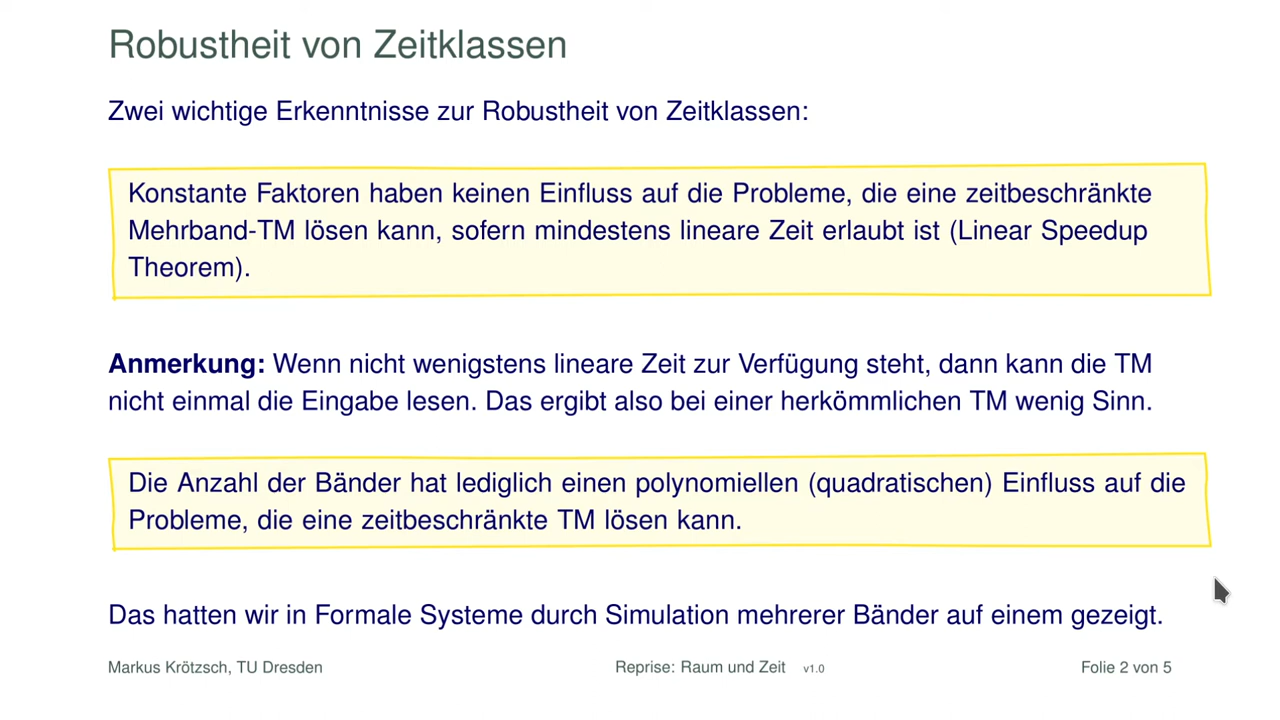 Robustheit von Zeitklassen
Zwei wichtige Erkenntnisse zur Robustheit von Zeitklassen:
Konstante Faktoren haben keinen Einfluss auf die Probleme, die eine zeitbeschränkte
Mehrband-TM lösen kann, sofern mindestens lineare Zeit erlaubt ist (Linear Speedup
Theorem).
Anmerkung: Wenn nicht wenigstens lineare Zeit zur Verfügung steht, dann kann die TM
nicht einmal die Eingabe lesen. Das ergibt also bei einer herkömmlichen TM wenig Sinn.
Die Anzahl der Bänder hat lediglich einen polynomiellen (quadratischen) Einfluss auf die
Probleme, die eine zeitbeschränkte TM lösen kann.
Das hatten wir in Formale Systeme durch Simulation mehrerer Bänder auf einem gezeigt.
Markus Krötzsch, TU Dresden Reprise: Raum und Zeit v1.0 Folie 2 von 5